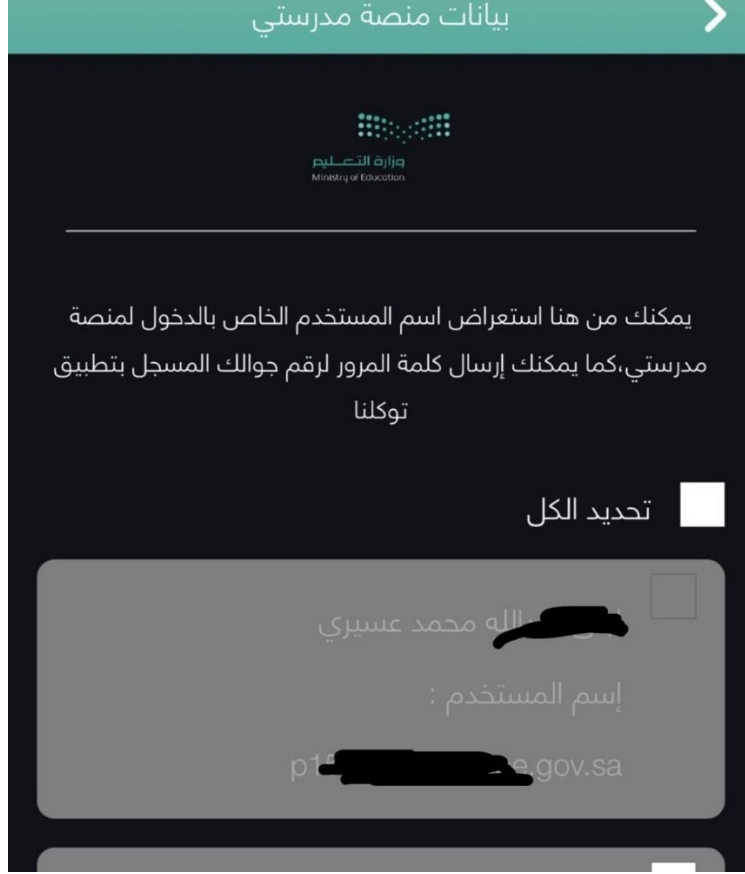 بيانات منصة مدرستي
وزارة التعليم
Ministry of Education
يمكنك من هنا استعراض اسم المستخدم الخاص بالدخول لمنصة
مدرستي،كما يمكنك إرسال كلمة المرور لرقم جوالك المسجل بتطبيق
توكلنا
تحديد الكل
محمد عسيري
إسم المستخدم :
gov.sa